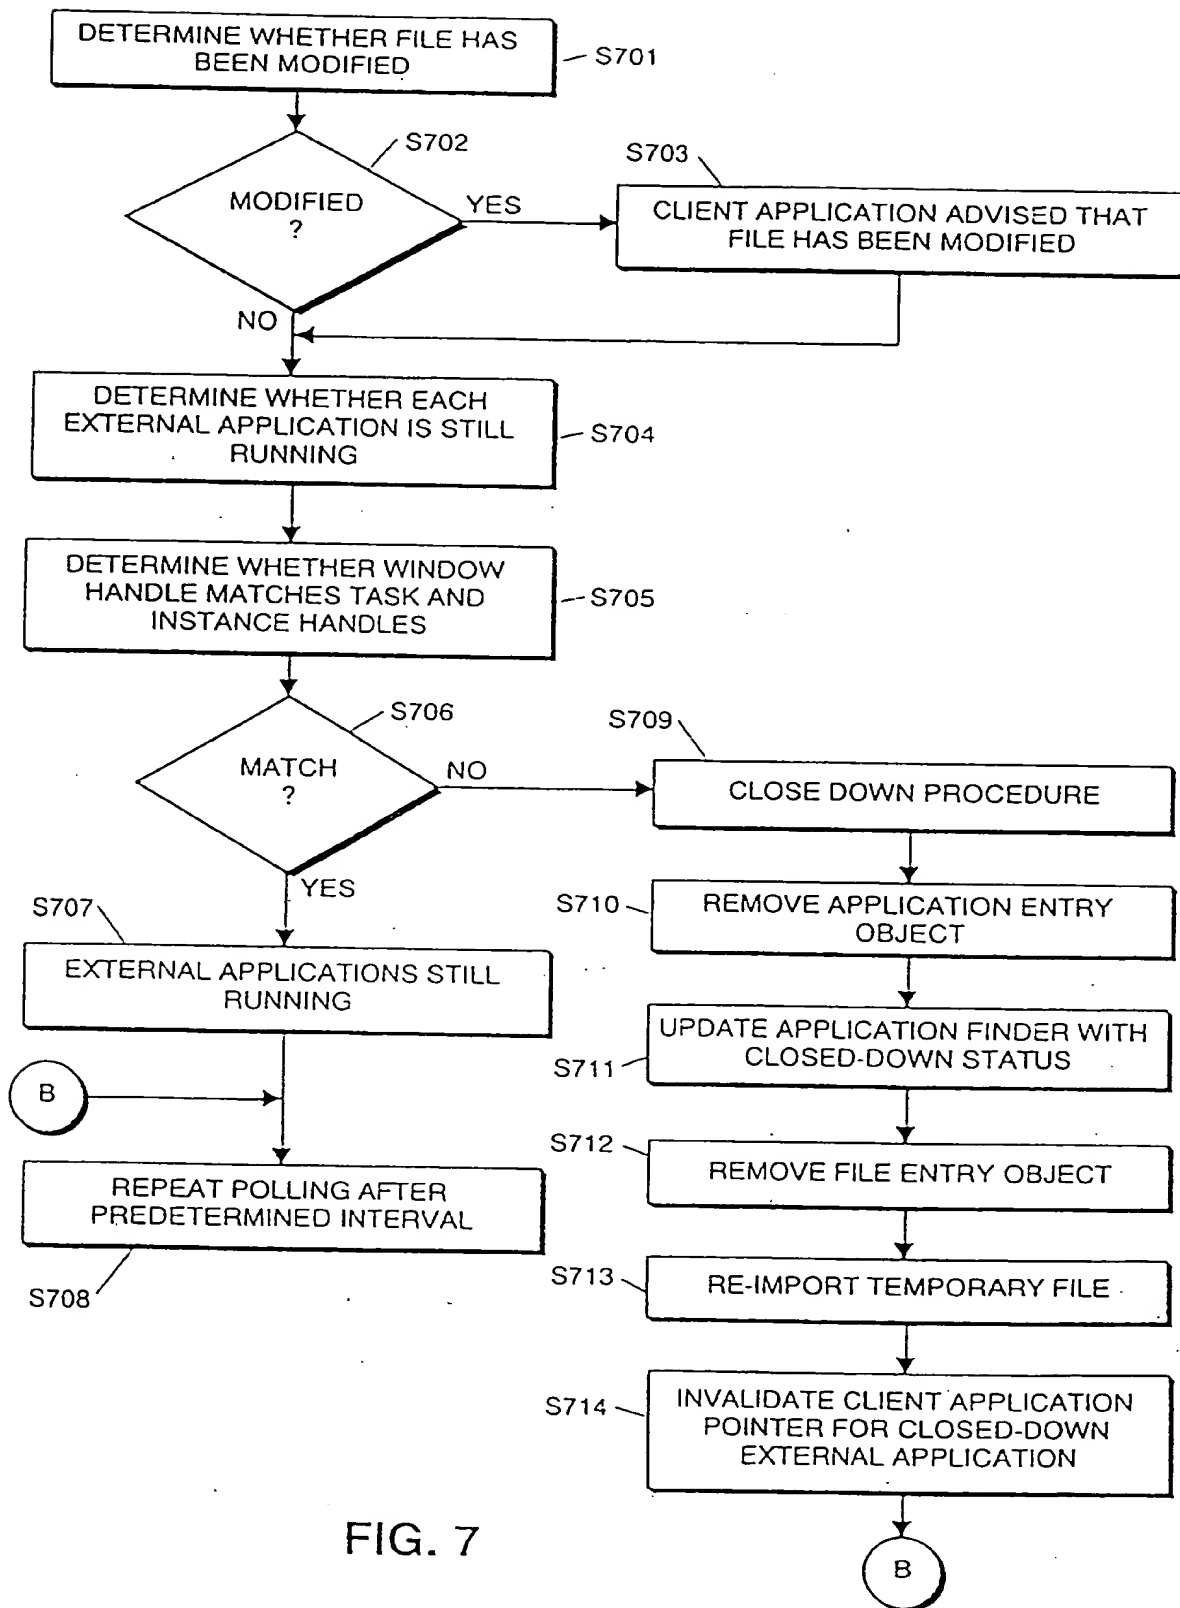 DETERMINE WHETHER FILE HAS
BEEN MODIFIED
S701
S702
MODIFIED
?
YES
NO
S703
CLIENT APPLICATION ADVISED THAT
FILE HAS BEEN MODIFIED
DETERMINE WHETHER EACH
EXTERNAL APPLICATION IS STILL
RUNNING
S704
DETERMINE WHETHER WINDOW
HANDLE MATCHES TASK AND
INSTANCE HANDLES
S705
S706
MATCH
?
NO
YES
S707
EXTERNAL APPLICATIONS STILL
RUNNING
B
REPEAT POLLING AFTER
PREDETERMINED INTERVAL
S708
S709
CLOSE DOWN PROCEDURE
S710
REMOVE APPLICATION ENTRY
OBJECT
UPDATE APPLICATION FINDER WITH
CLOSED-DOWN STATUS
S711
S712
REMOVE FILE ENTRY OBJECT
S713
RE-IMPORT TEMPORARY FILE
S714
INVALIDATE CLIENT APPLICATION
POINTER FOR CLOSED-DOWN
EXTERNAL APPLICATION
B
FIG. 7